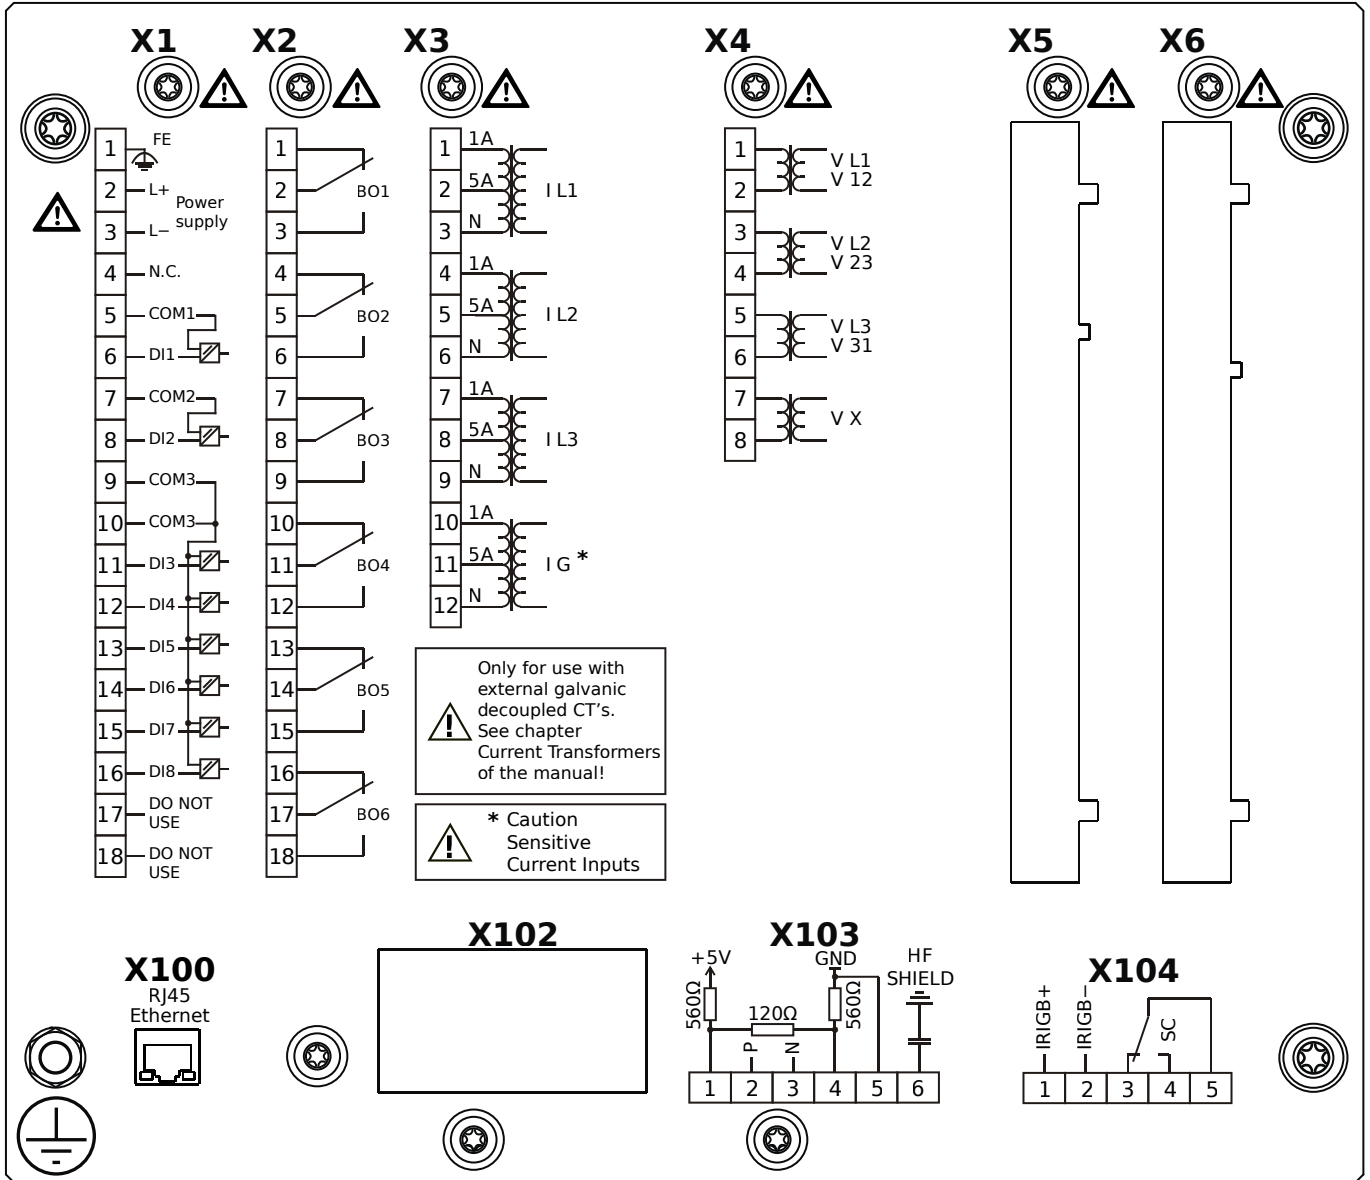 X1
X2
X3
X4
X5
X6
1
FE
2
L+
Power
supply
3
L−
4
N.C.
5
COM1
6
DI1
7
COM2
8
DI2
9
COM3
10
COM3
11
DI3
12
DI4
13
DI5
14
DI6
15
DI7
16
DI8
17
DO NOT
USE
18
DO NOT
USE
1
2
BO1
3
4
5
BO2
6
7
8
BO3
9
10
11
BO4
12
13
14
BO5
15
16
17
BO6
18
1
1A
2
5A
I L1
3
N
4
1A
5
5A
I L2
6
N
7
1A
8
5A
I L3
9
N
10
1A
11
5A
I G *
12
N
Only for use with
external galvanic
decoupled CT's.
See chapter
Current Transformers
of the manual!
* Caution
Sensitive
Current Inputs
1
V L1
2
V 12
3
V L2
4
V 23
5
V L3
6
V 31
7
V X
8
X100
RJ45
Ethernet
X102
X103
+5V
GND
HF
SHIELD
560Ω
120Ω
560Ω
P
N
1 2 3 4 5 6
X104
IRIGB+
IRIGB−
SC
1 2 3 4 5